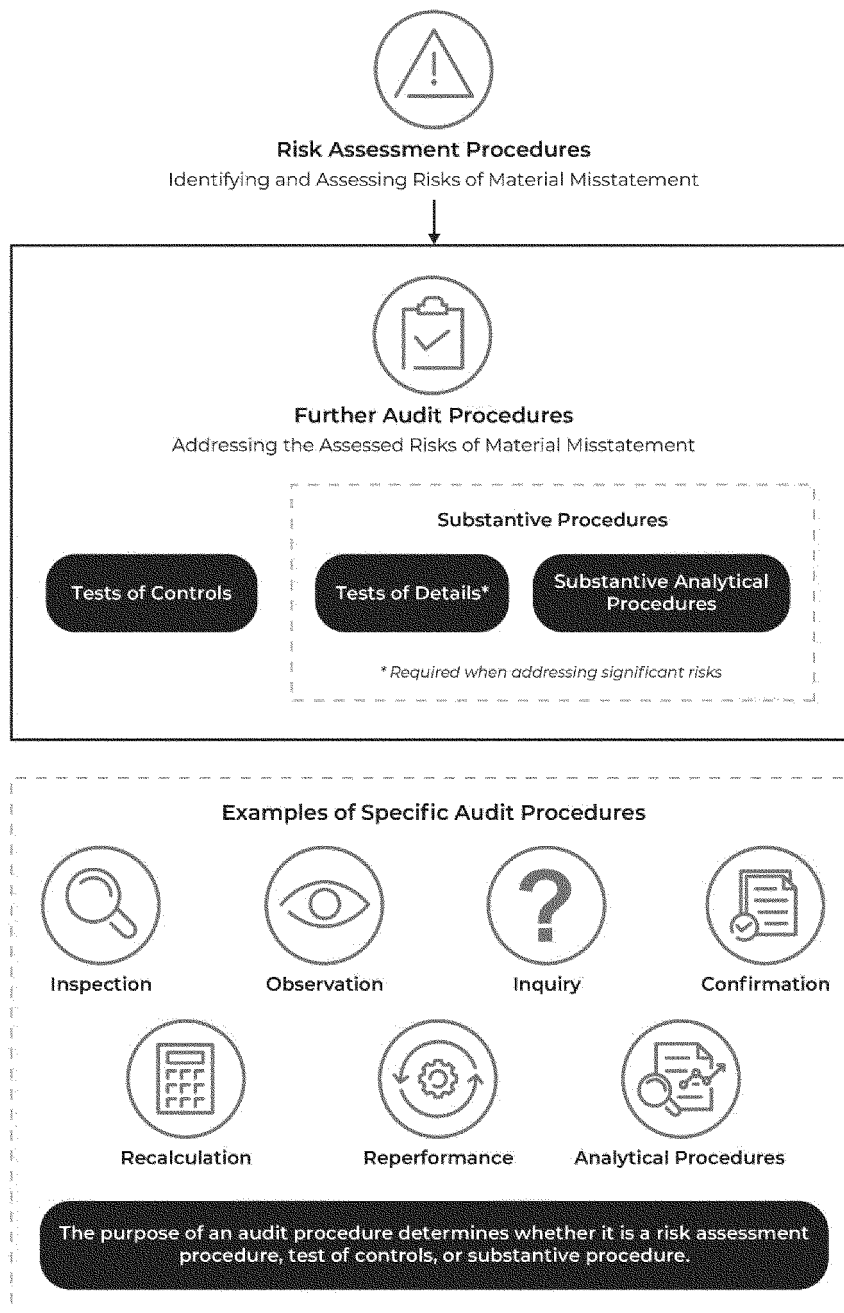 Risk Assessment Procedures
Identifying and Assessing Risks of Material Misstatement
Further Audit Procedures
Addressing the Assessed Risks of Material Misstatement
Substantive Procedures
Tests of Controls
Tests of Details*
Substantive Analytical
Procedures
* Required when addressing significant risks
Examples of Specific Audit Procedures
?
Inspection
Observation
Inquiry
Confirmation
Recalculation
Reperformance
Analytical Procedures
The purpose of an audit procedure determines whether it is a risk assessment
procedure, test of controls, or substantive procedure.